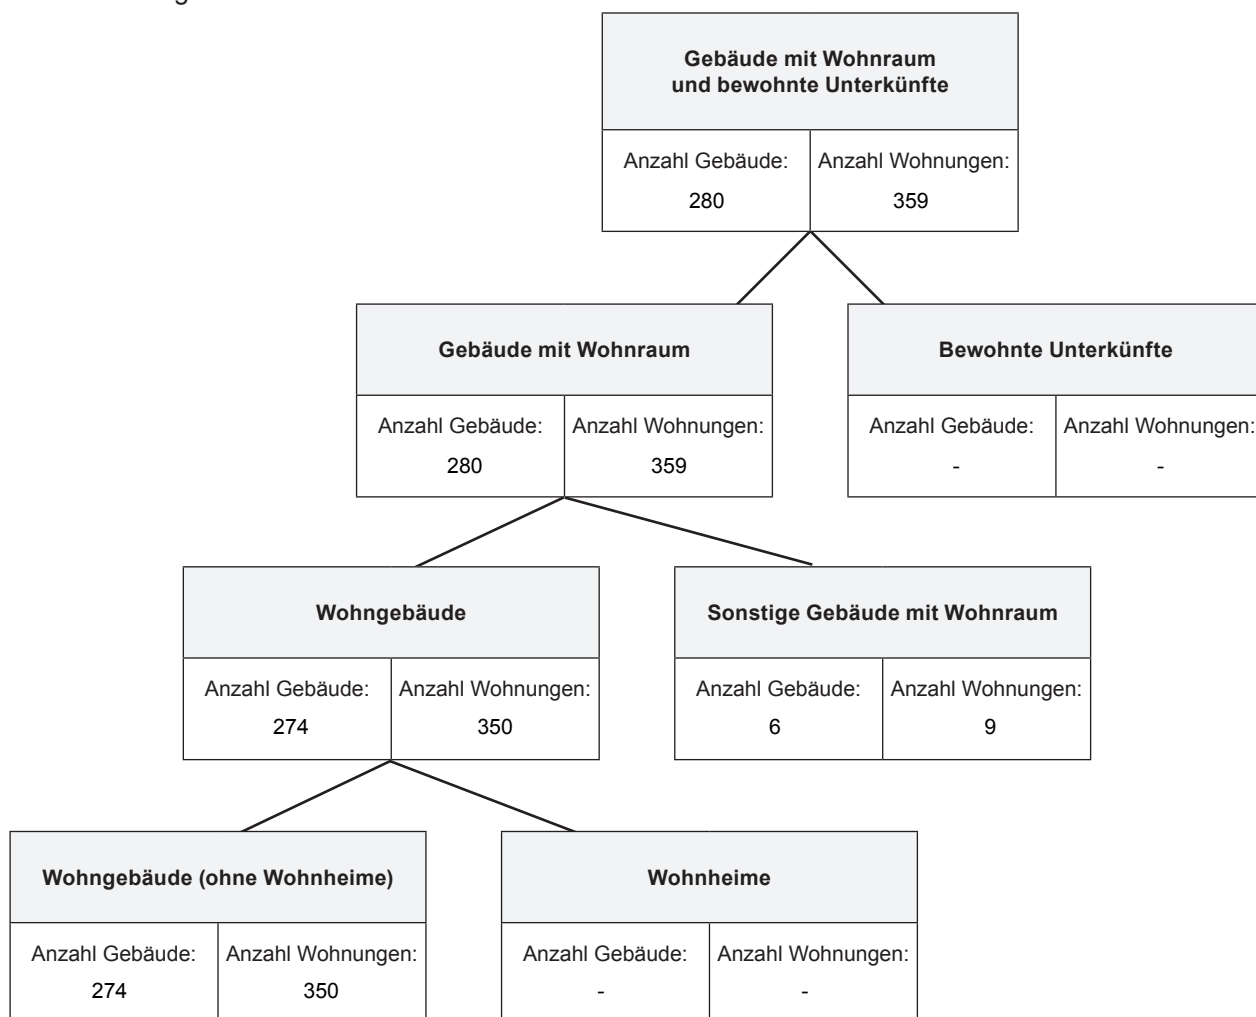 Gebäude mit Wohnraum
und bewohnte Unterkünfte
Anzahl Gebäude: Anzahl Wohnungen:
280 359
Gebäude mit Wohnraum
Anzahl Gebäude: Anzahl Wohnungen:
280 359
Bewohnte Unterkünfte
Anzahl Gebäude: Anzahl Wohnungen:
- -
Wohngebäude
Anzahl Gebäude: Anzahl Wohnungen:
274 350
Sonstige Gebäude mit Wohnraum
Anzahl Gebäude: Anzahl Wohnungen:
6 9
Wohngebäude (ohne Wohnheime)
Anzahl Gebäude: Anzahl Wohnungen:
274 350
Wohnheime
Anzahl Gebäude: Anzahl Wohnungen:
- -